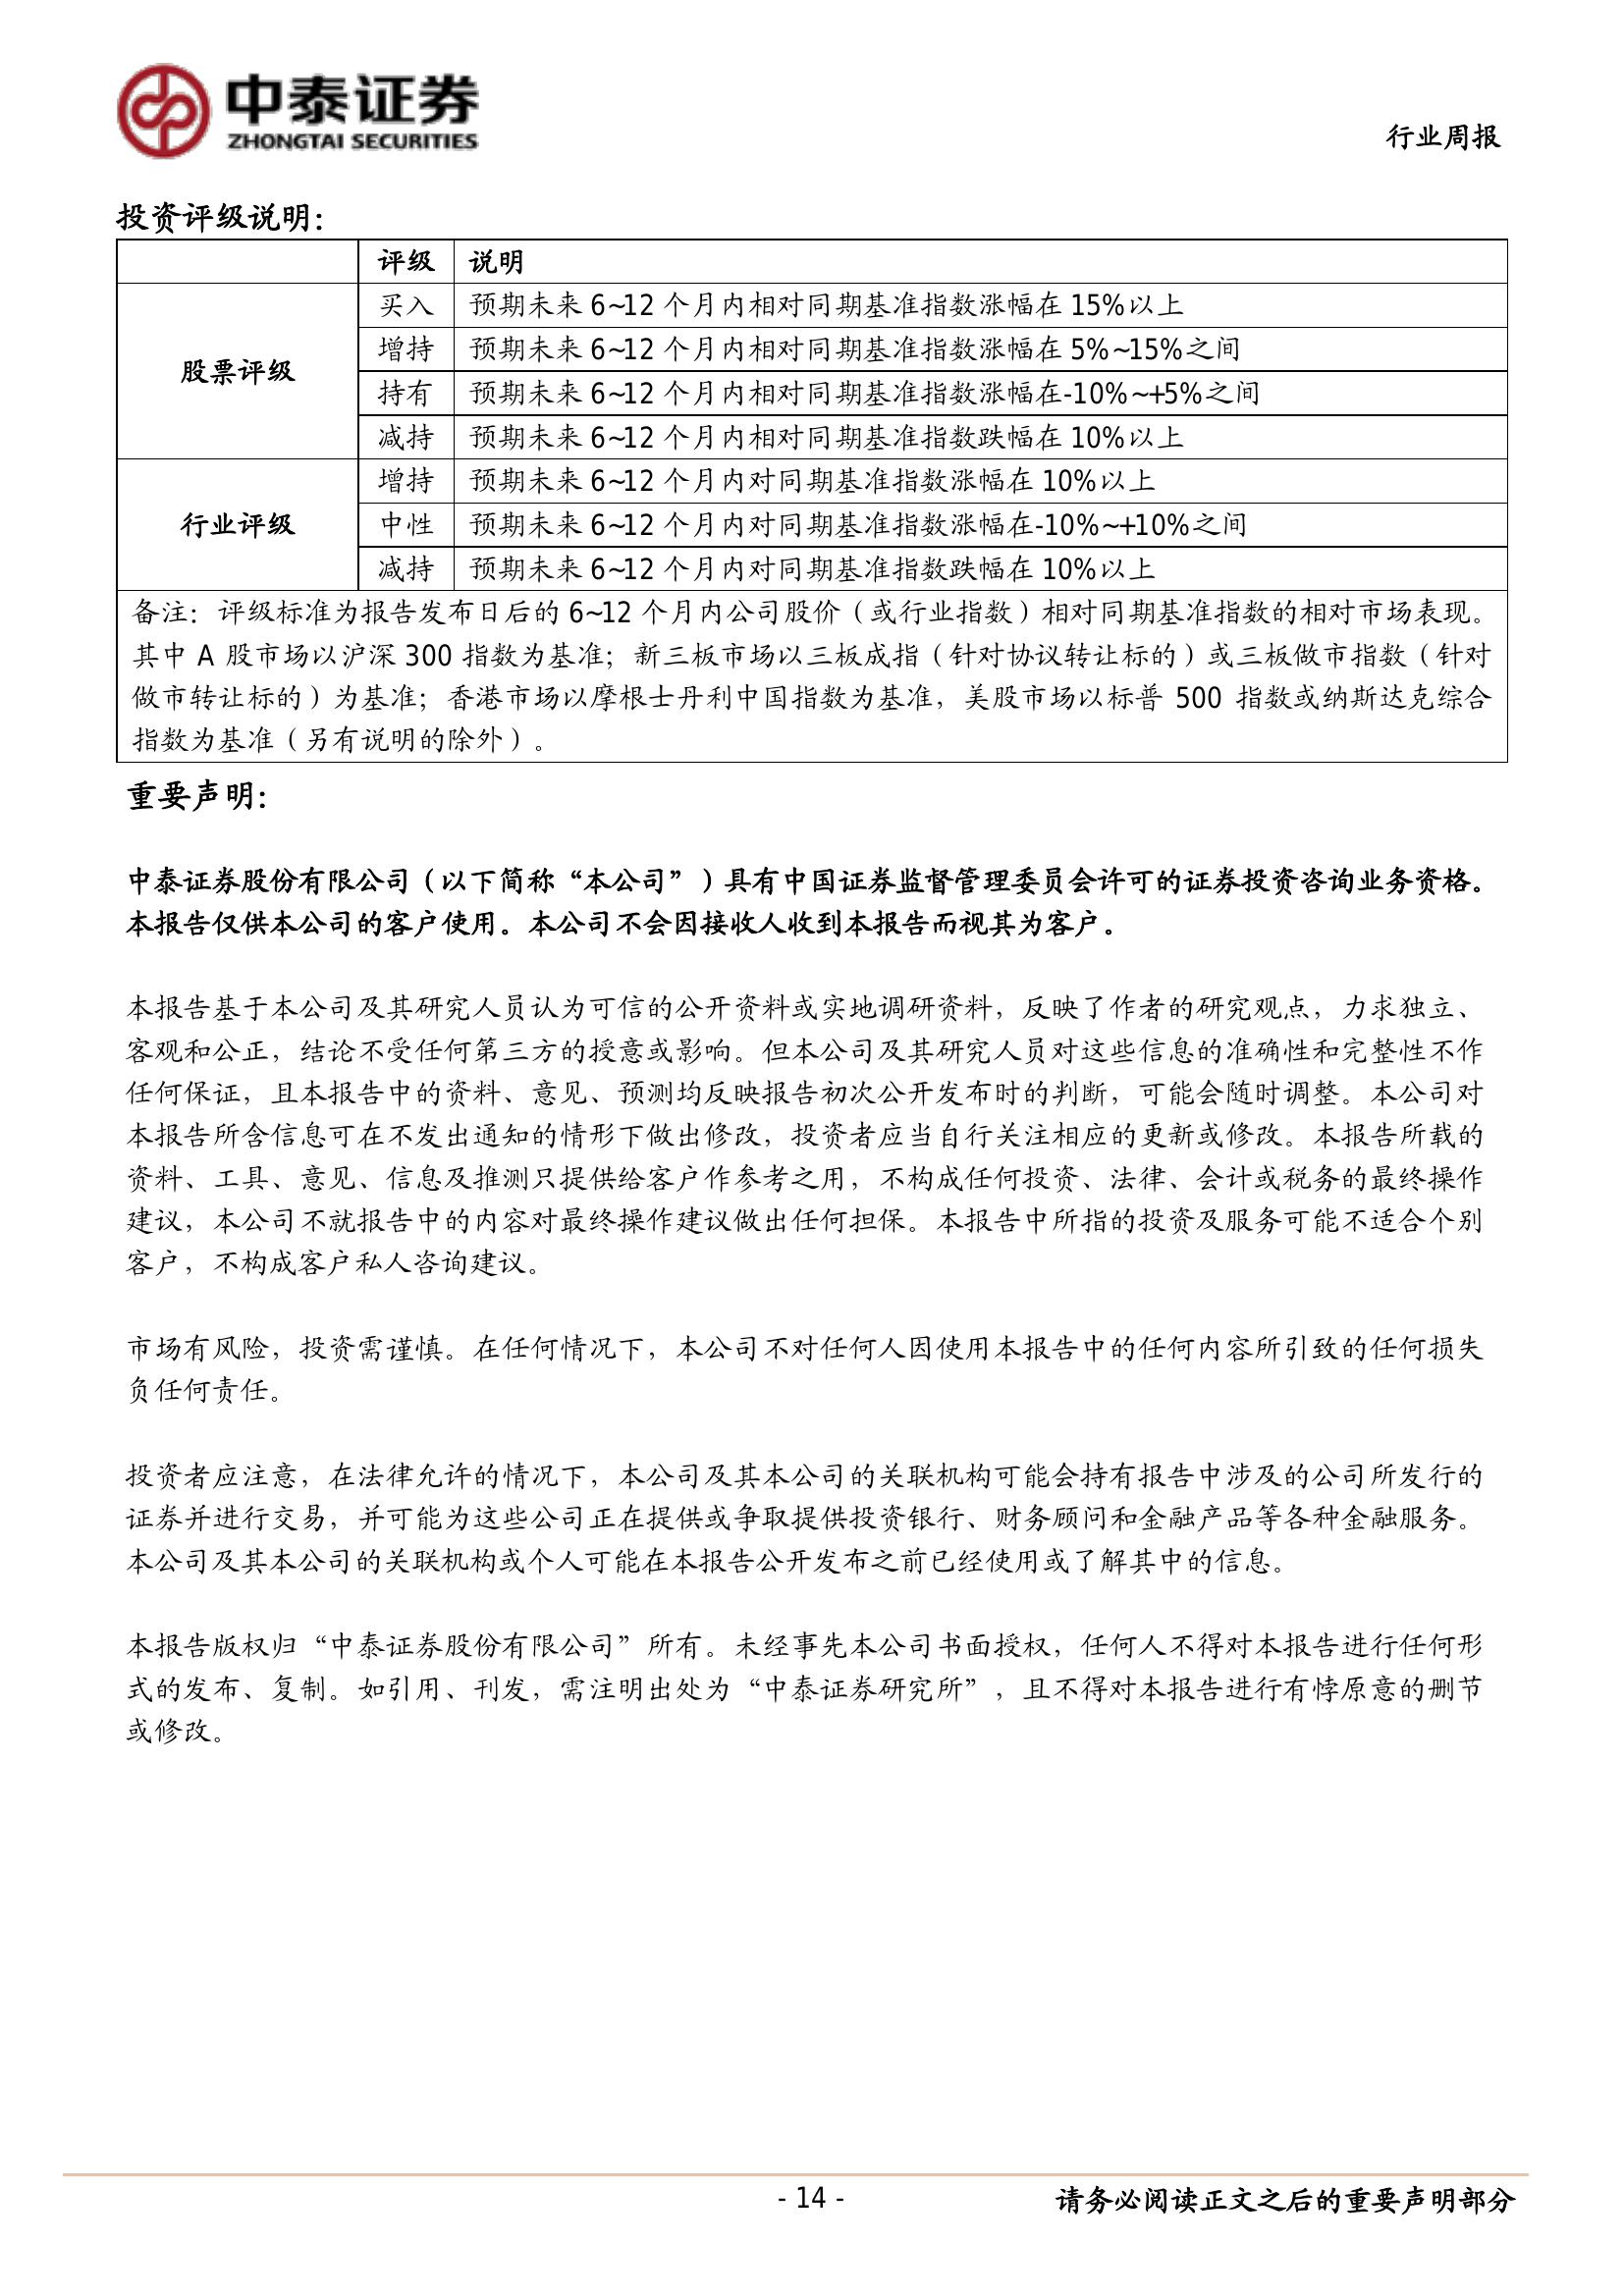 中泰证券
ZHONGTAI SECURITIES
行业周报
投资评级说明：
评级 说明
股票评级
买入 预期未来 6~12 个月内相对同期基准指数涨幅在 15%以上
增持 预期未来 6~12 个月内相对同期基准指数涨幅在 5%~15%之间
持有 预期未来 6~12 个月内相对同期基准指数涨幅在-10%~+5%之间
减持 预期未来 6~12 个月内相对同期基准指数跌幅在 10%以上
行业评级
增持 预期未来 6~12 个月内对同期基准指数涨幅在 10%以上
中性 预期未来 6~12 个月内对同期基准指数涨幅在-10%~+10%之间
减持 预期未来 6~12 个月内对同期基准指数跌幅在 10%以上
备注：评级标准为报告发布日后的 6~12 个月内公司股价（或行业指数）相对同期基准指数的相对市场表现。
其中 A 股市场以沪深 300 指数为基准；新三板市场以三板成指（针对协议转让标的）或三板做市指数（针对
做市转让标的）为基准；香港市场以摩根士丹利中国指数为基准，美股市场以标普 500 指数或纳斯达克综合
指数为基准（另有说明的除外）。
重要声明：
中泰证券股份有限公司（以下简称“本公司”）具有中国证券监督管理委员会许可的证券投资咨询业务资格。
本报告仅供本公司的客户使用。本公司不会因接收人收到本报告而视其为客户。
本报告基于本公司及其研究人员认为可信的公开资料或实地调研资料，反映了作者的研究观点，力求独立、
客观和公正，结论不受任何第三方的授意或影响。但本公司及其研究人员对这些信息的准确性和完整性不作
任何保证，且本报告中的资料、意见、预测均反映报告初次公开发布时的判断，可能会随时调整。本公司对
本报告所含信息可在不发出通知的情形下做出修改，投资者应当自行关注相应的更新或修改。本报告所载的
资料、工具、意见、信息及推测只提供给客户作参考之用，不构成任何投资、法律、会计或税务的最终操作
建议，本公司不就报告中的内容对最终操作建议做出任何担保。本报告中所指的投资及服务可能不适合个别
客户，不构成客户私人咨询建议。
市场有风险，投资需谨慎。在任何情况下，本公司不对任何人因使用本报告中的任何内容所引致的任何损失
负任何责任。
投资者应注意，在法律允许的情况下，本公司及其本公司的关联机构可能会持有报告中涉及的公司所发行的
证券并进行交易，并可能为这些公司正在提供或争取提供投资银行、财务顾问和金融产品等各种金融服务。
本公司及其本公司的关联机构或个人可能在本报告公开发布之前已经使用或了解其中的信息。
本报告版权归“中泰证券股份有限公司”所有。未经事先本公司书面授权，任何人不得对本报告进行任何形
式的发布、复制。如引用、刊发，需注明出处为“中泰证券研究所”，且不得对本报告进行有悖原意的删节
或修改。
- 14 -
请务必阅读正文之后的重要声明部分